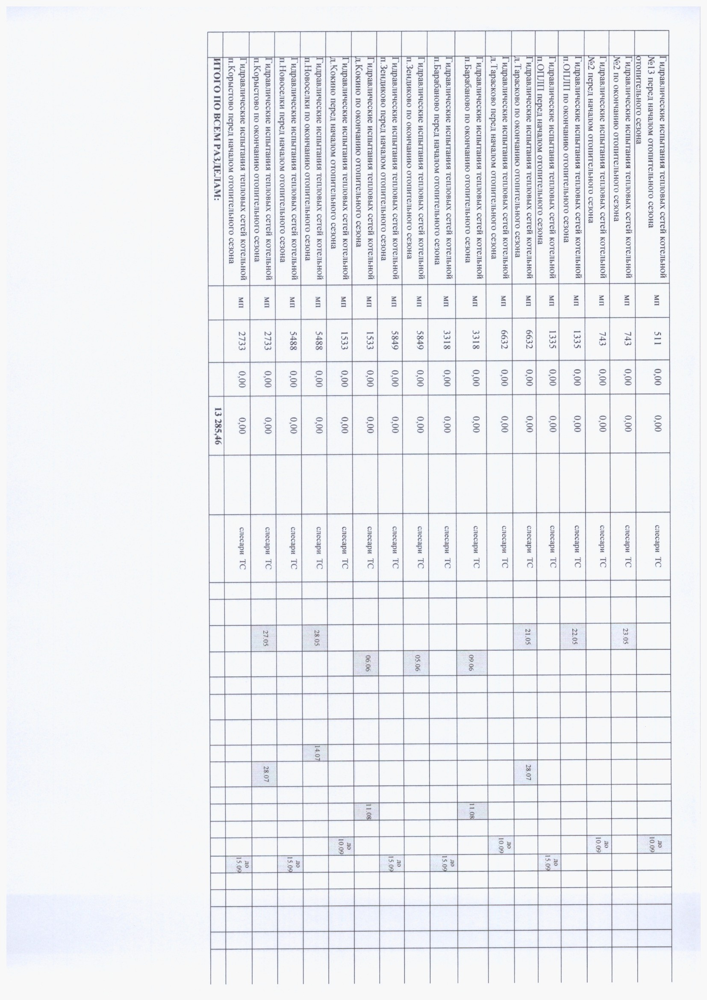 Гидравлические испытания тепловых сетей котельной
№13 перед началом отопительного сезона
отопительного сезона
мп 511 0,00 0,00 слесари ТС до 10.09
Гидравлические испытания тепловых сетей котельной
№2 по окончанию отопительного сезона
мп 743 0,00 0,00 слесари ТС 23.05
Гидравлические испытания тепловых сетей котельной
№2 перед началом отопительного сезона
мп 743 0,00 0,00 слесари ТС до 10.09
Гидравлические испытания тепловых сетей котельной
п.ОПЛП по окончанию отопительного сезона
мп 1335 0,00 0,00 слесари ТС 22.05
Гидравлические испытания тепловых сетей котельной
п.ОПЛП перед началом отопительного сезона
мп 1335 0,00 0,00 слесари ТС до 15.09
Гидравлические испытания тепловых сетей котельной
д.Тарасково по окончанию отопительного сезона
мп 6632 0,00 0,00 слесари ТС 21.05 28.07
Гидравлические испытания тепловых сетей котельной
д.Тарасково перед началом отопительного сезона
мп 6632 0,00 0,00 слесари ТС до 10.09
Гидравлические испытания тепловых сетей котельной
п.Барабаново по окончанию отопительного сезона
мп 3318 0,00 0,00 слесари ТС 09.06 11.08
Гидравлические испытания тепловых сетей котельной
п.Барабаново перед началом отопительного сезона
мп 3318 0,00 0,00 слесари ТС до 15.09
Гидравлические испытания тепловых сетей котельной
п.Зендиково по окончанию отопительного сезона
мп 5849 0,00 0,00 слесари ТС 05.06
Гидравлические испытания тепловых сетей котельной
п.Зендиково перед началом отопительного сезона
мп 5849 0,00 0,00 слесари ТС до 15.09
Гидравлические испытания тепловых сетей котельной
д.Кокино по окончанию отопительного сезона
мп 1533 0,00 0,00 слесари ТС 06.06 11.08
Гидравлические испытания тепловых сетей котельной
д.Кокино перед началом отопительного сезона
мп 1533 0,00 0,00 слесари ТС до 10.09
Гидравлические испытания тепловых сетей котельной
п.Новоселки по окончанию отопительного сезона
мп 5488 0,00 0,00 слесари ТС 28.05 14.07
Гидравлические испытания тепловых сетей котельной
п.Новоселки перед началом отопительного сезона
мп 5488 0,00 0,00 слесари ТС до 15.09
Гидравлические испытания тепловых сетей котельной
п.Корыстово по окончанию отопительного сезона
мп 2733 0,00 0,00 слесари ТС 27.05 28.07
Гидравлические испытания тепловых сетей котельной
п.Корыстово перед началом отопительного сезона
мп 2733 0,00 0,00 слесари ТС до 15.09
ИТОГО ПО ВСЕМ РАЗДЕЛАМ: 13 285,46